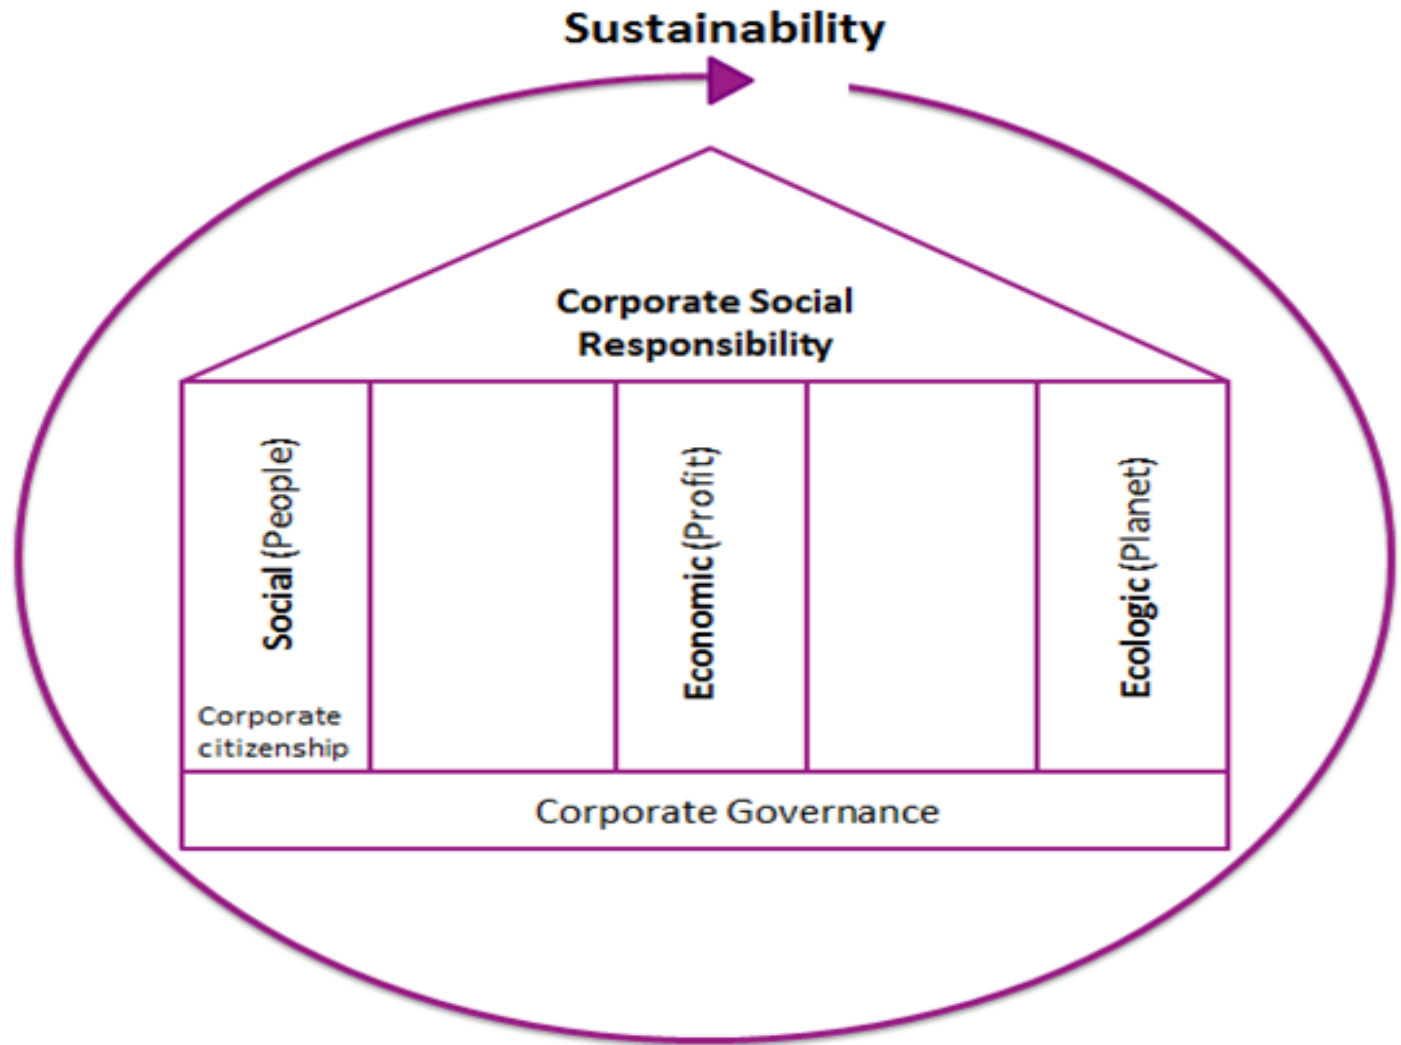 Sustainability
Corporate Social
Responsibility
Social (People)
Economic (Profit)
Ecologic (Planet)
Corporate
citizenship
Corporate Governance